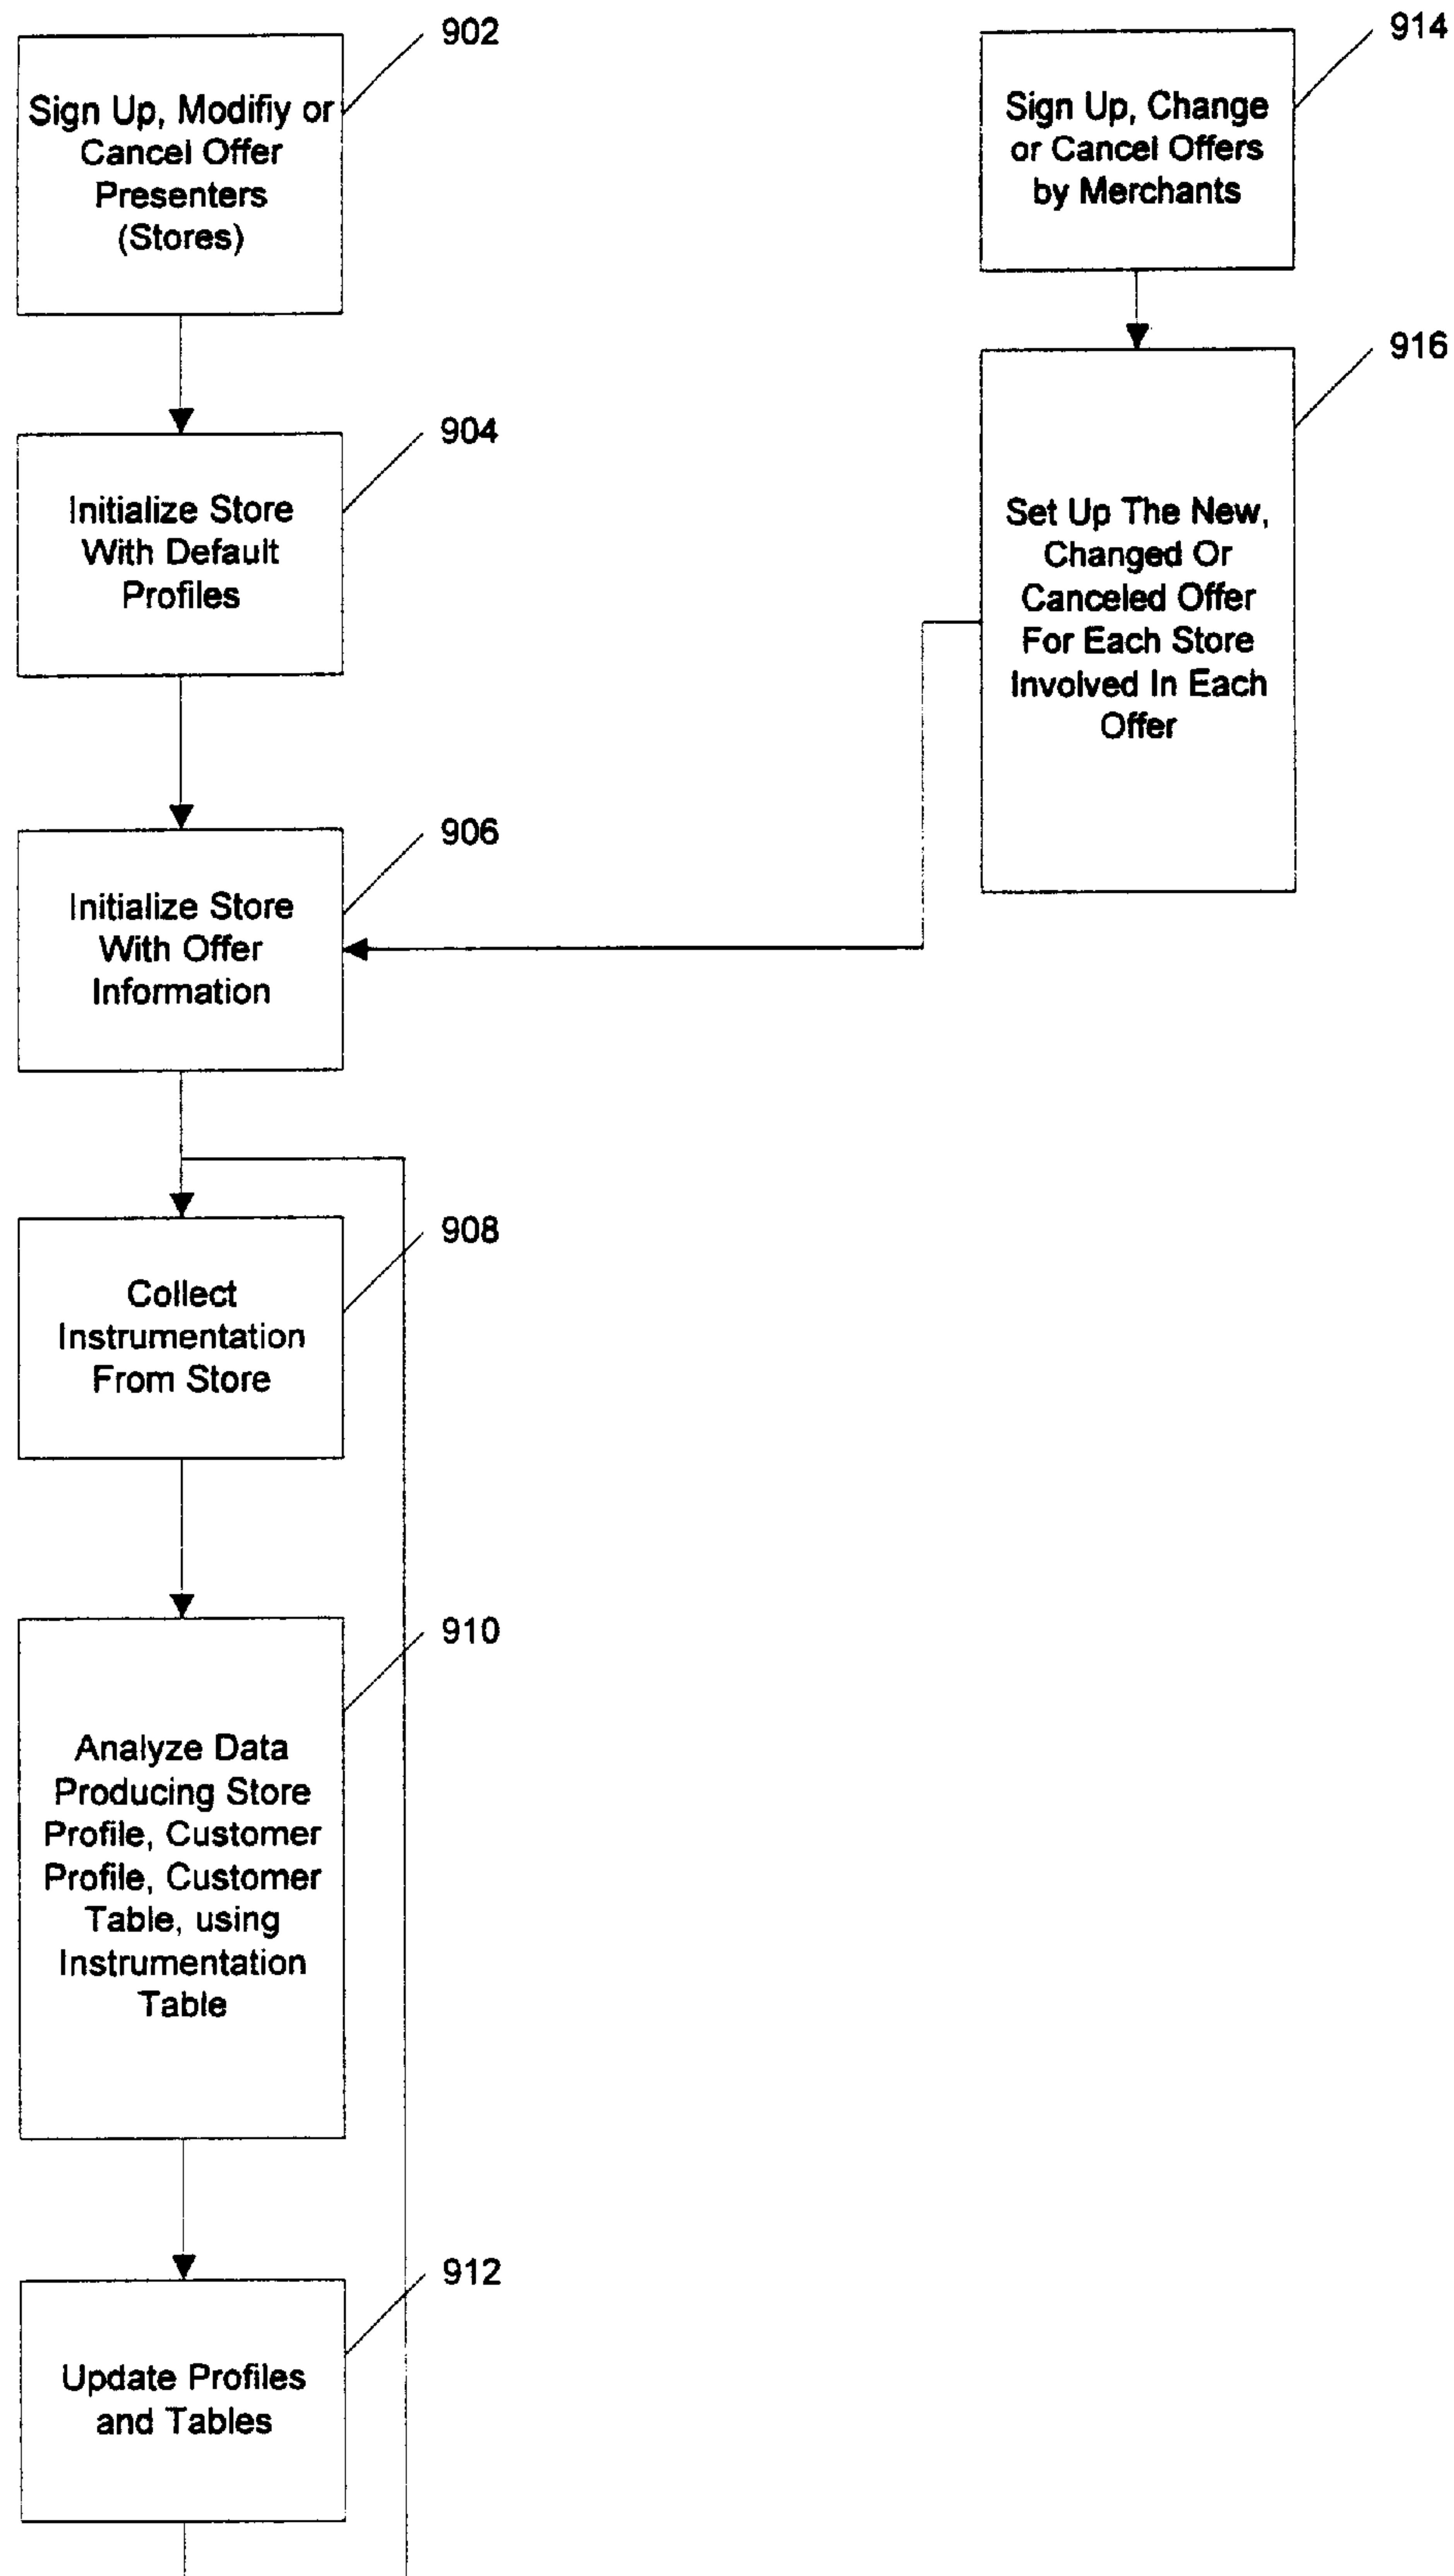 902
Sign Up, Modifiy or
Cancel Offer
Presenters
(Stores)
914
Sign Up, Change
or Cancel Offers
by Merchants
904
Initialize Store
With Default
Profiles
916
Set Up The New,
Changed Or
Canceled Offer
For Each Store
Involved In Each
Offer
906
Initialize Store
With Offer
Information
908
Collect
Instrumentation
From Store
910
Analyze Data
Producing Store
Profile, Customer
Profile, Customer
Table, using
Instrumentation
Table
912
Update Profiles
and Tables